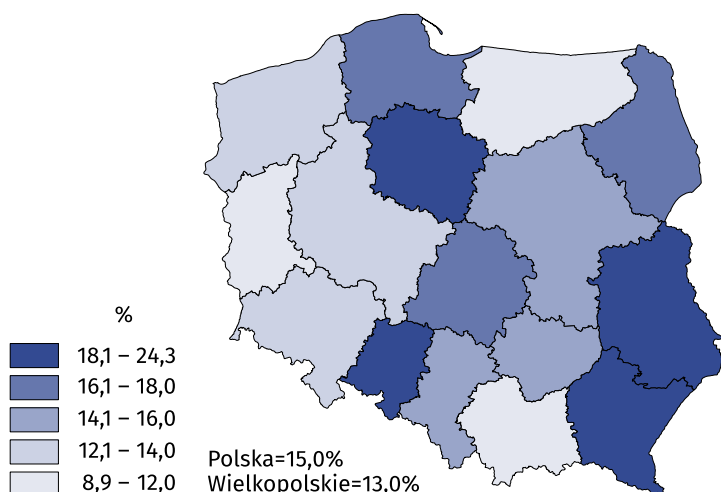 %
18,1 – 24,3
16,1 – 18,0
14,1 – 16,0
12,1 – 14,0
8,9 – 12,0
Polska=15,0%
Wielkopolskie=13,0%